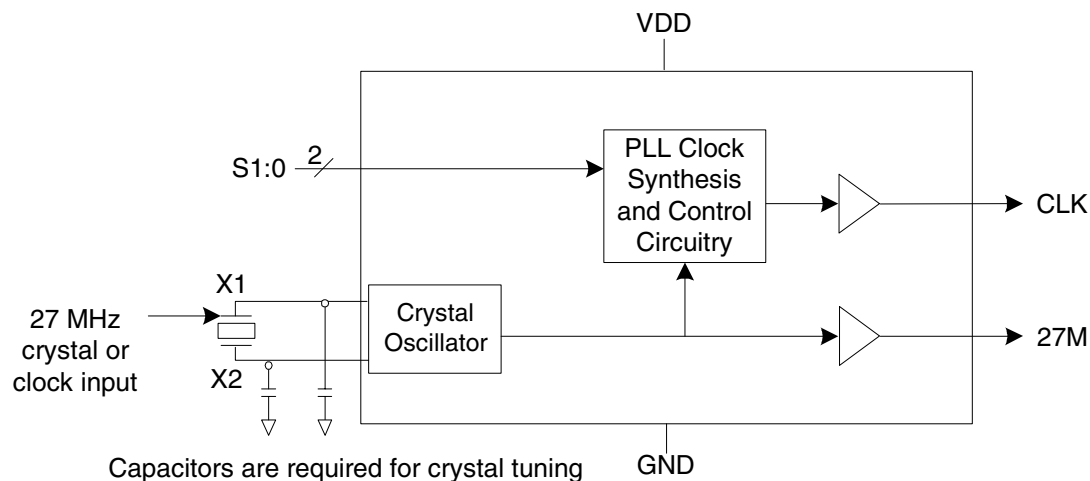 VDD
S1:0
2
PLL Clock
Synthesis
and Control
Circuitry
CLK
X1
27 MHz
crystal or
clock input
X2
Crystal
Oscillator
27M
Capacitors are required for crystal tuning
GND